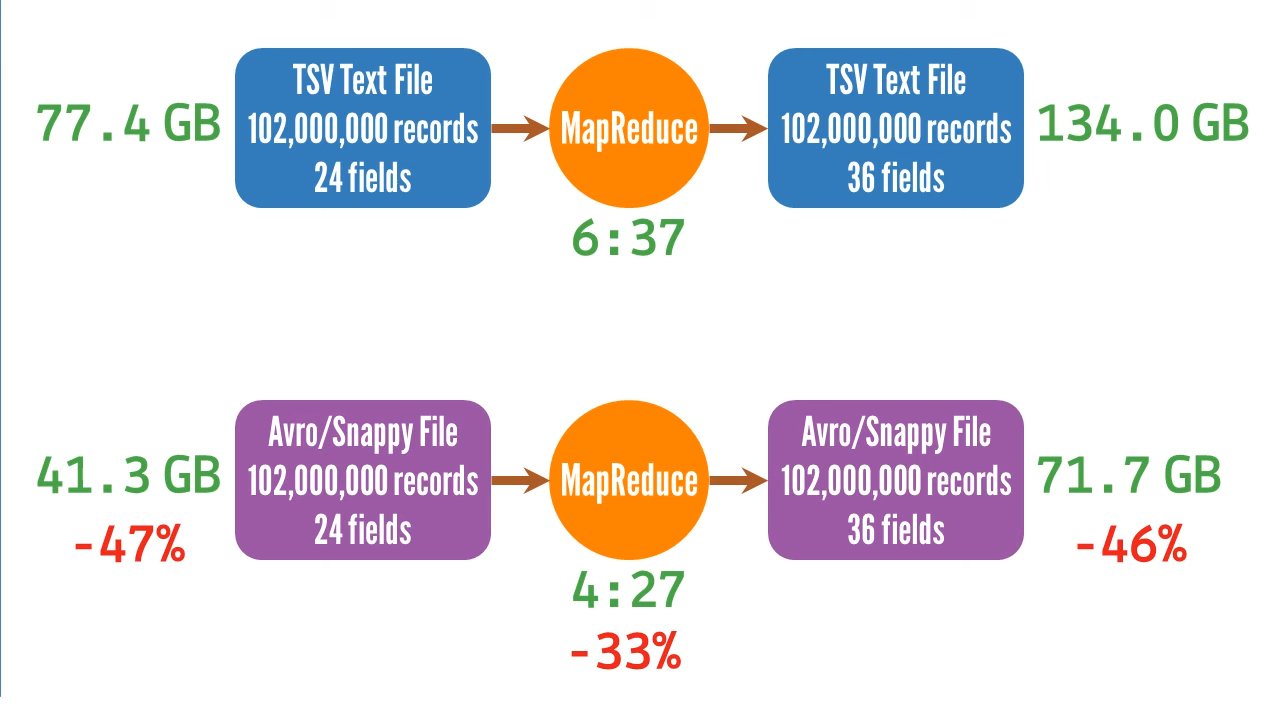 77.4 GB
TSV Text File
102,000,000 records
24 fields
MapReduce
6:37
TSV Text File
102,000,000 records
36 fields
134.0 GB
41.3 GB
-47%
Avro/Snappy File
102,000,000 records
24 fields
MapReduce
4:27
-33%
Avro/Snappy File
102,000,000 records
36 fields
71.7 GB
-46%